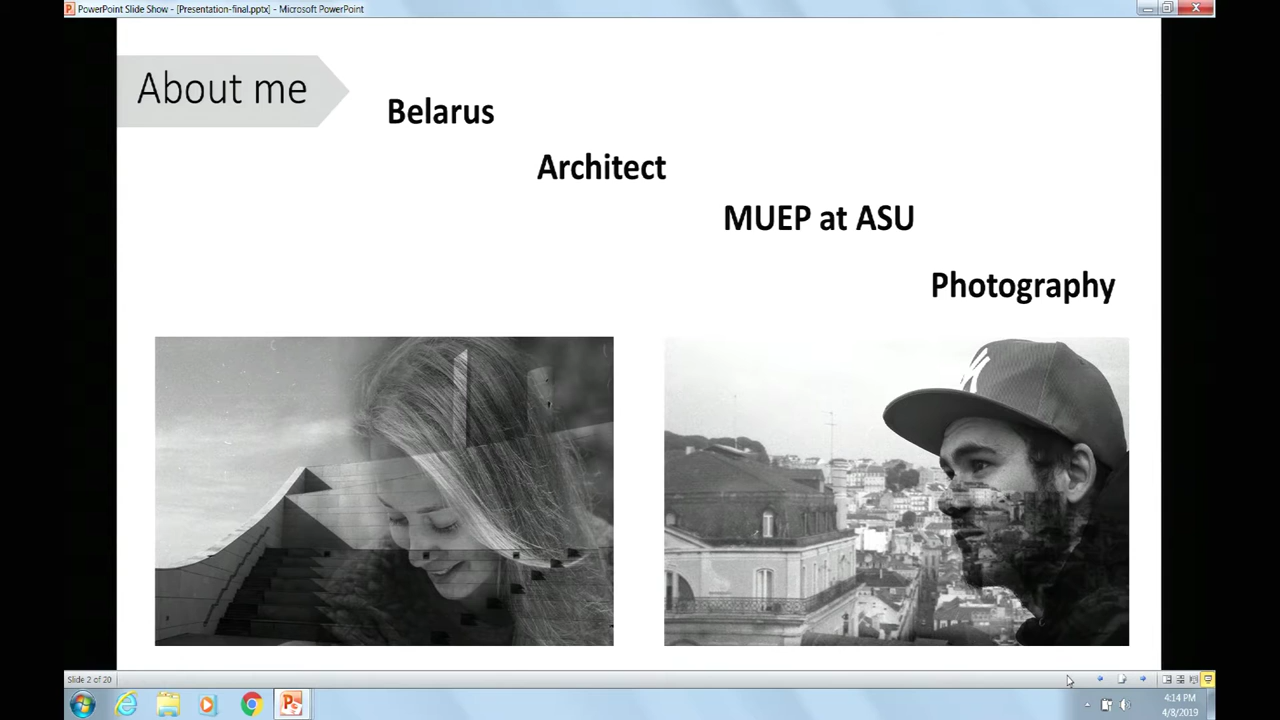 PowerPoint Slide Show - [Presentation-final.pptx] - Microsoft PowerPoint
About me
Belarus
Architect
MUEP at ASU
Photography
Slide 2 of 20
4:14 PM
4/8/2019